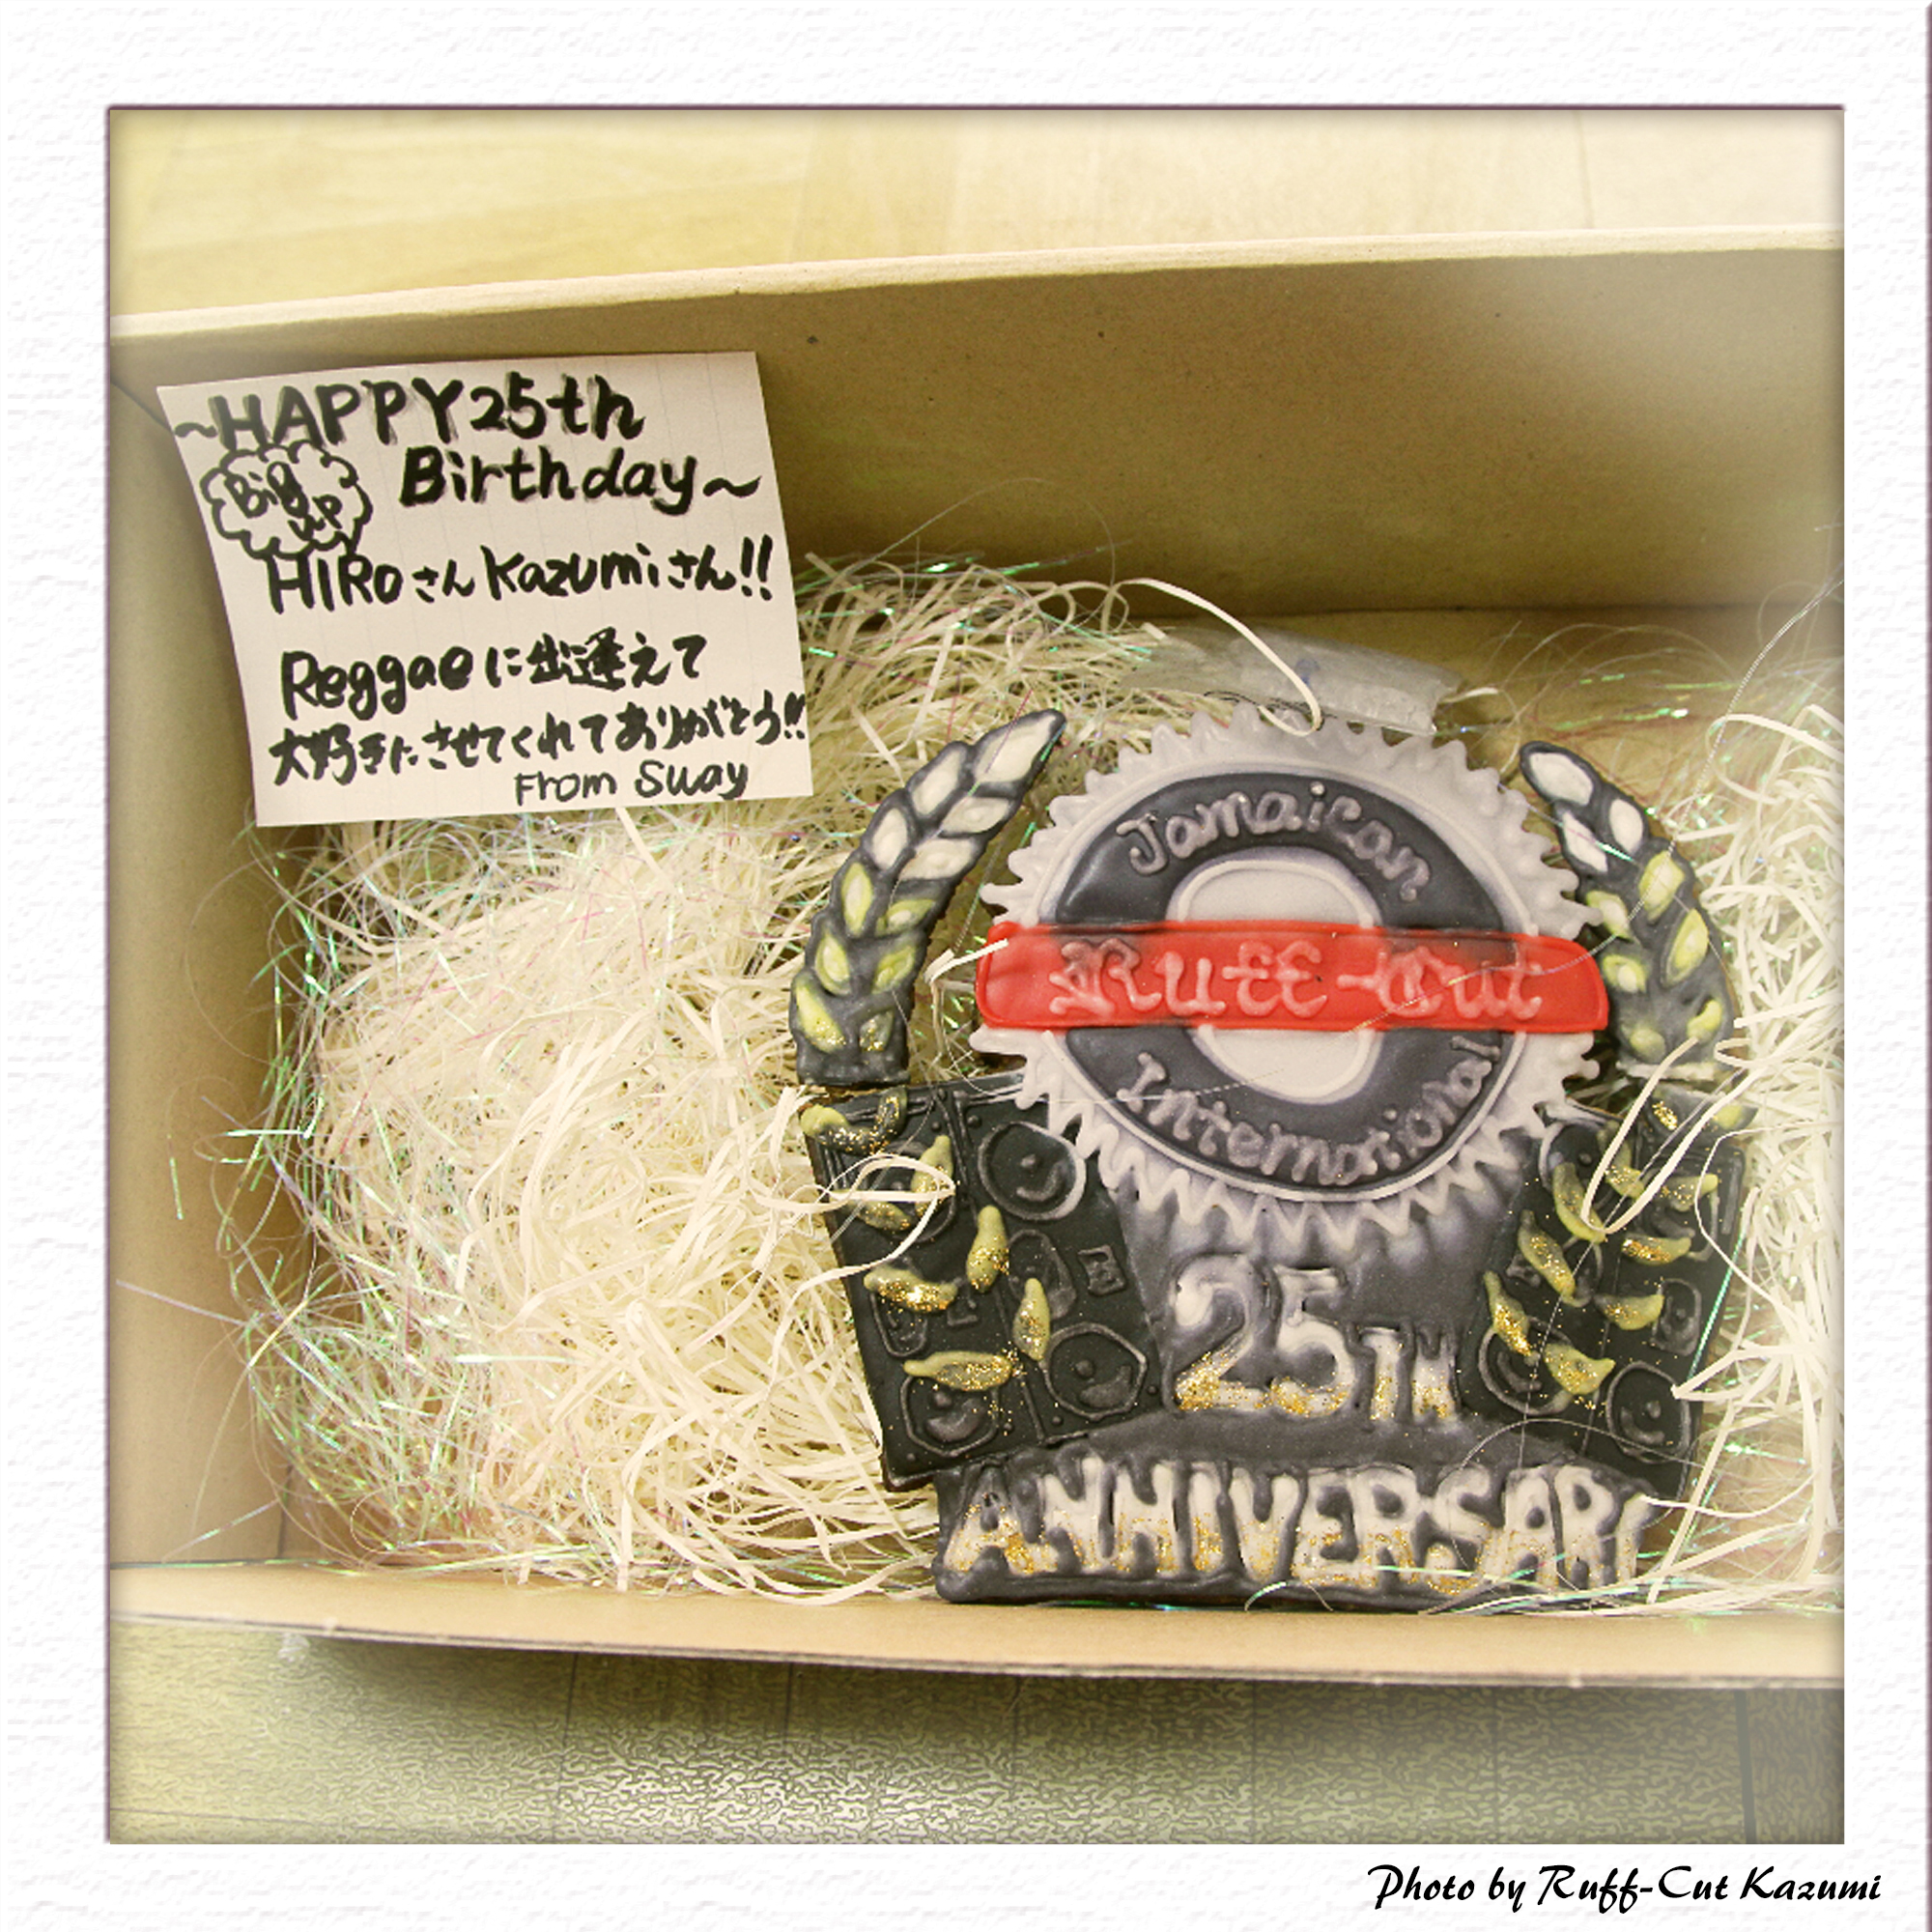 ~HAPPY 25th
Birthday~
Big
up
HIROさん Kazumiさん!!
Reggaeに出逢えて
大好きにさせてくれてありがとう!!
From Sway
Jamaican
Ruff-Cut
International
25TH
ANNIVERSARY
Photo by Ruff-Cut Kazumi